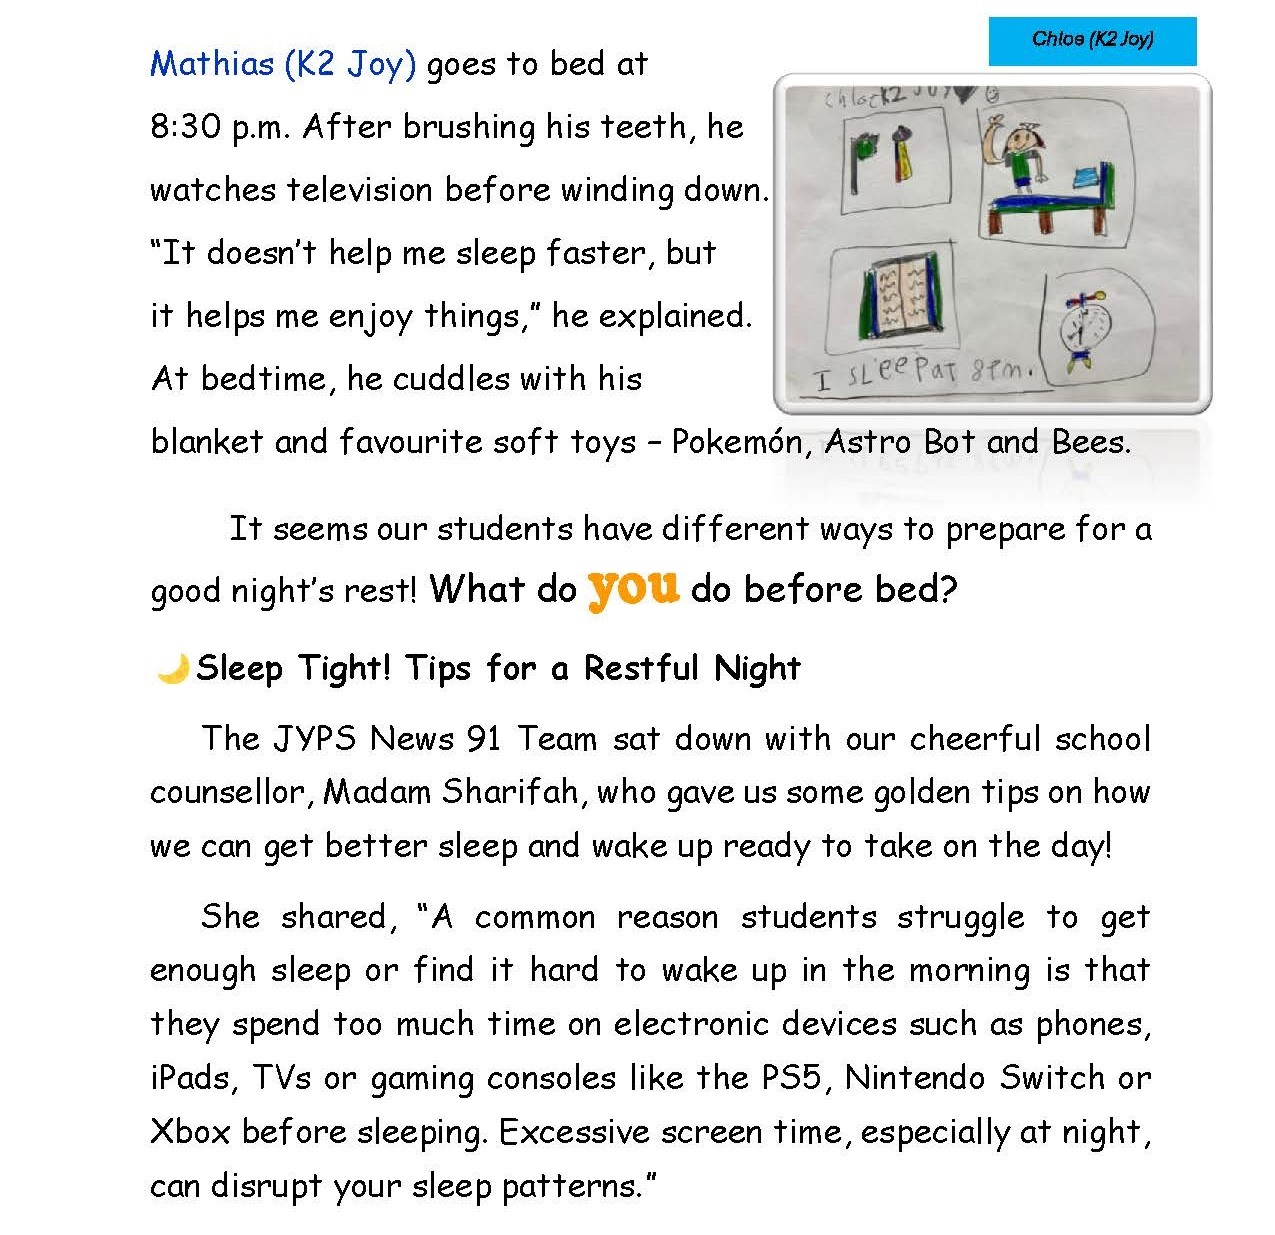 Chloe (K2 Joy)
Mathias (K2 Joy) goes to bed at
8:30 p.m. After brushing his teeth, he
watches television before winding down.
“It doesn’t help me sleep faster, but
it helps me enjoy things,” he explained.
At bedtime, he cuddles with his
blanket and favourite soft toys – Pokemón, Astro Bot and Bees.
Chloe K2 JOY
I sleep at 8pm.
It seems our students have different ways to prepare for a
good night’s rest! What do you do before bed?
Sleep Tight! Tips for a Restful Night
The JYPS News 91 Team sat down with our cheerful school
counsellor, Madam Sharifah, who gave us some golden tips on how
we can get better sleep and wake up ready to take on the day!
She shared, “A common reason students struggle to get
enough sleep or find it hard to wake up in the morning is that
they spend too much time on electronic devices such as phones,
iPads, TVs or gaming consoles like the PS5, Nintendo Switch or
Xbox before sleeping. Excessive screen time, especially at night,
can disrupt your sleep patterns.”